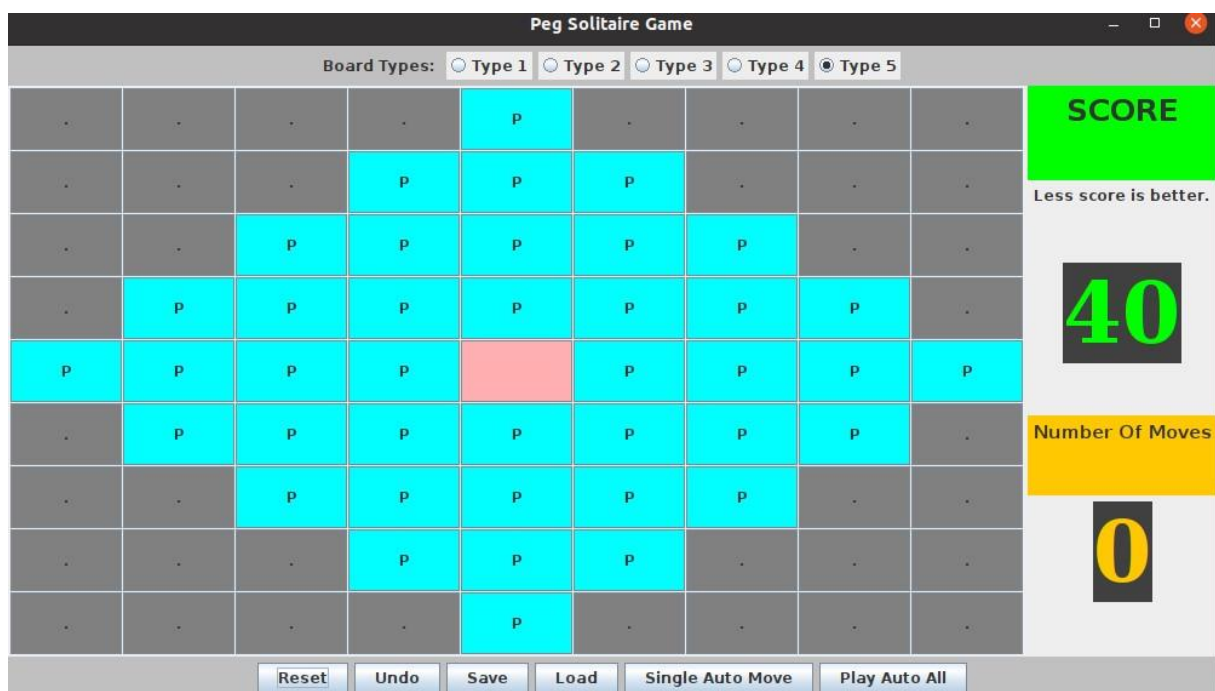 Peg Solitaire Game
Board Types: Type 1 Type 2 Type 3 Type 4 Type 5
. . . . P . . . .
. . . P P P . . .
. . P P P P P . .
. P P P P P P P .
P P P P P P P P
. P P P P P P P .
. . P P P P P . .
. . . P P P . . .
. . . . P . . . .
SCORE
Less score is better.
40
Number Of Moves
0
Reset Undo Save Load Single Auto Move Play Auto All